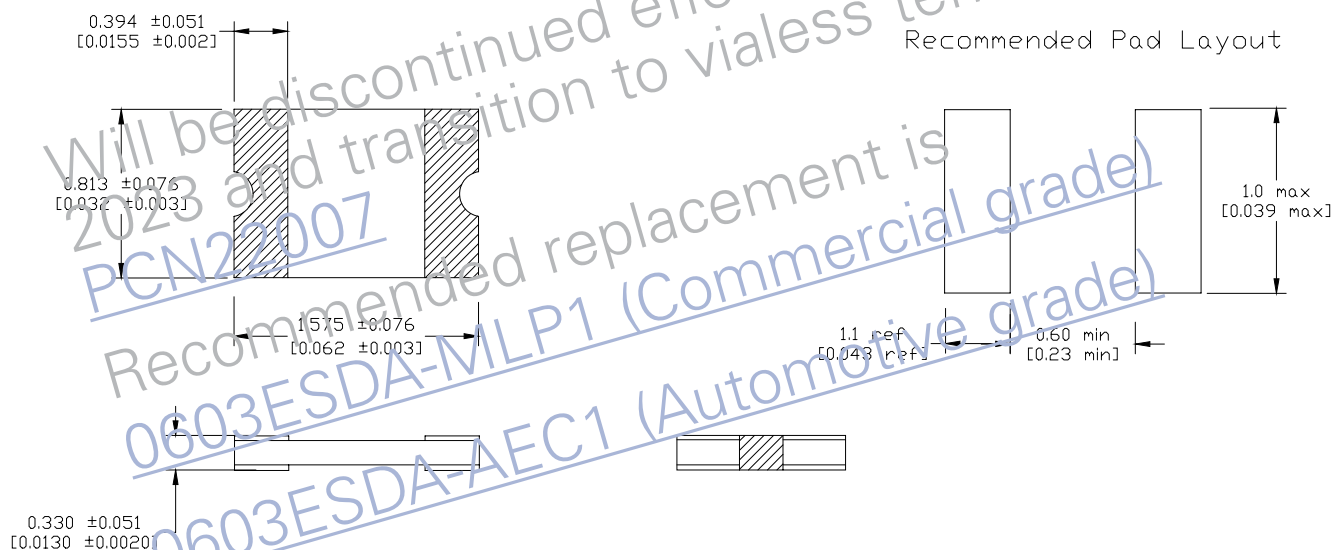 0.394 ±0.051
[0.0155 ±0.002]
Recommended Pad Layout
Will be discontinued
2023 and transition to vialess
PCN22007
Recommended replacement is
0603ESDA-MLP1 (Commercial grade)
0603ESDA-AEC1 (Automotive grade)
0.813 ±0.076
[0.032 ±0.003]
1.575 ±0.076
[0.062 ±0.003]
1.0 max
[0.039 max]
1.1 ref
[0.043 ref]
0.60 min
[0.23 min]
0.330 ±0.051
[0.0130 ±0.0020]